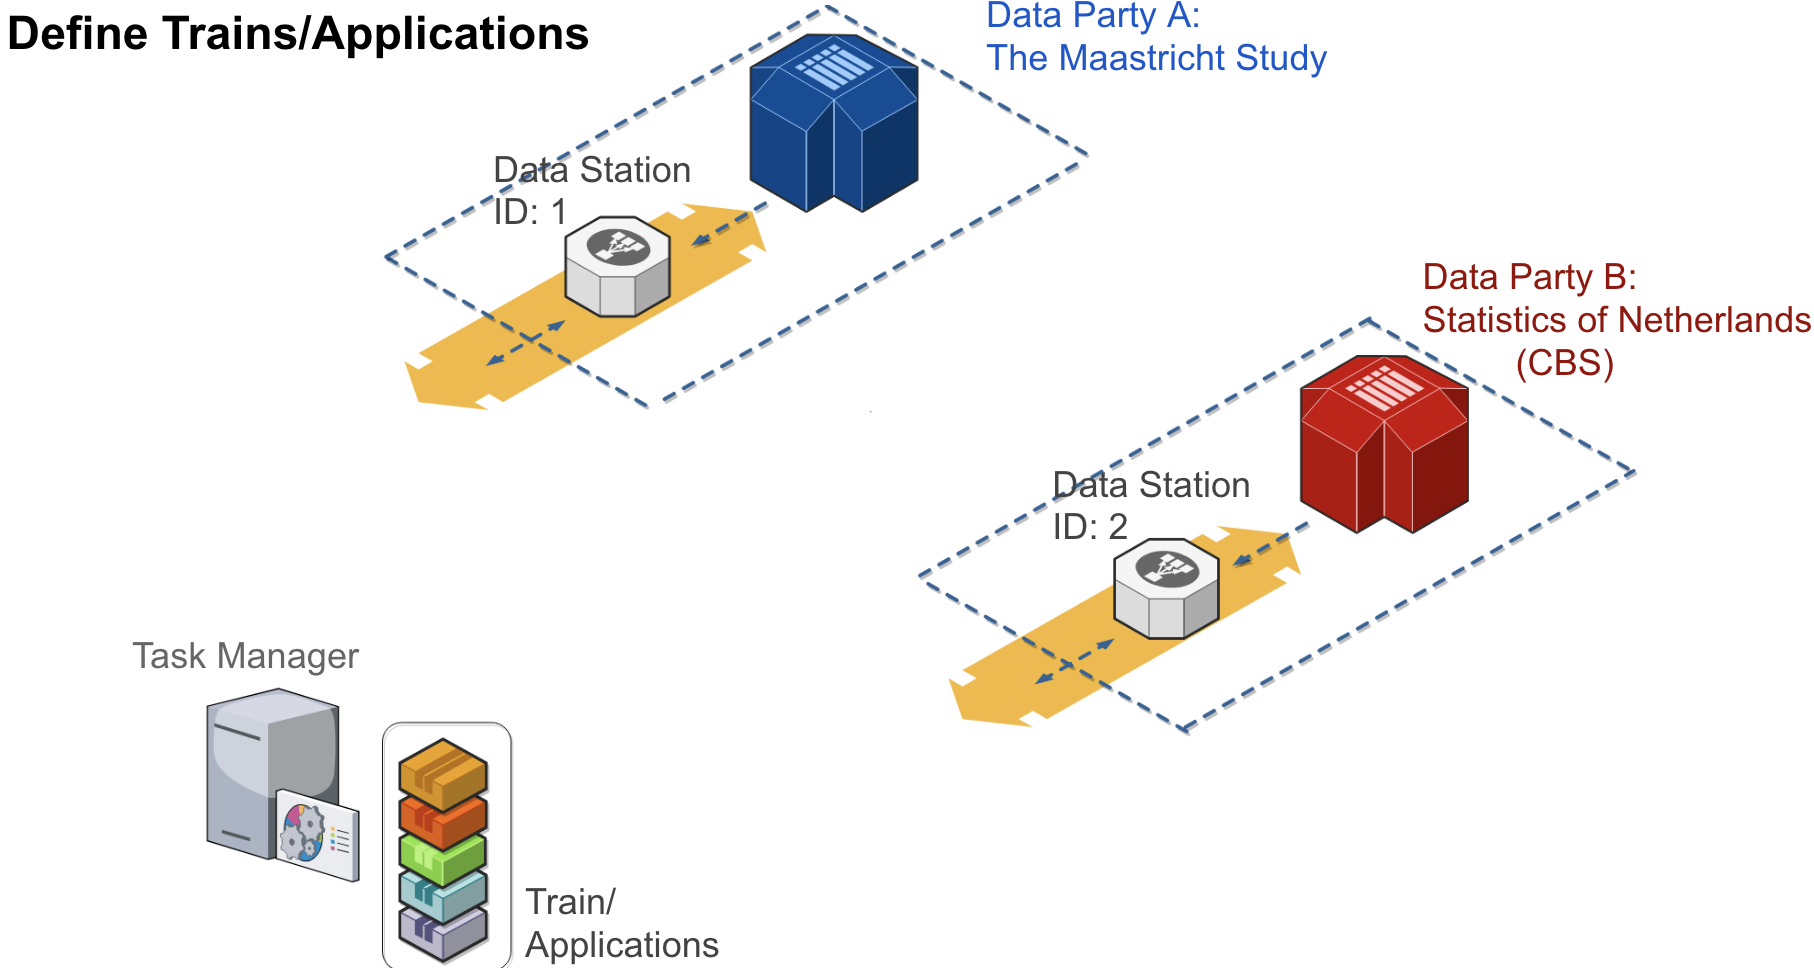 Define Trains/Applications
Data Party A:
The Maastricht Study
Data Station
ID: 1
Data Party B:
Statistics of Netherlands
(CBS)
Data Station
ID: 2
Task Manager
Train/
Applications